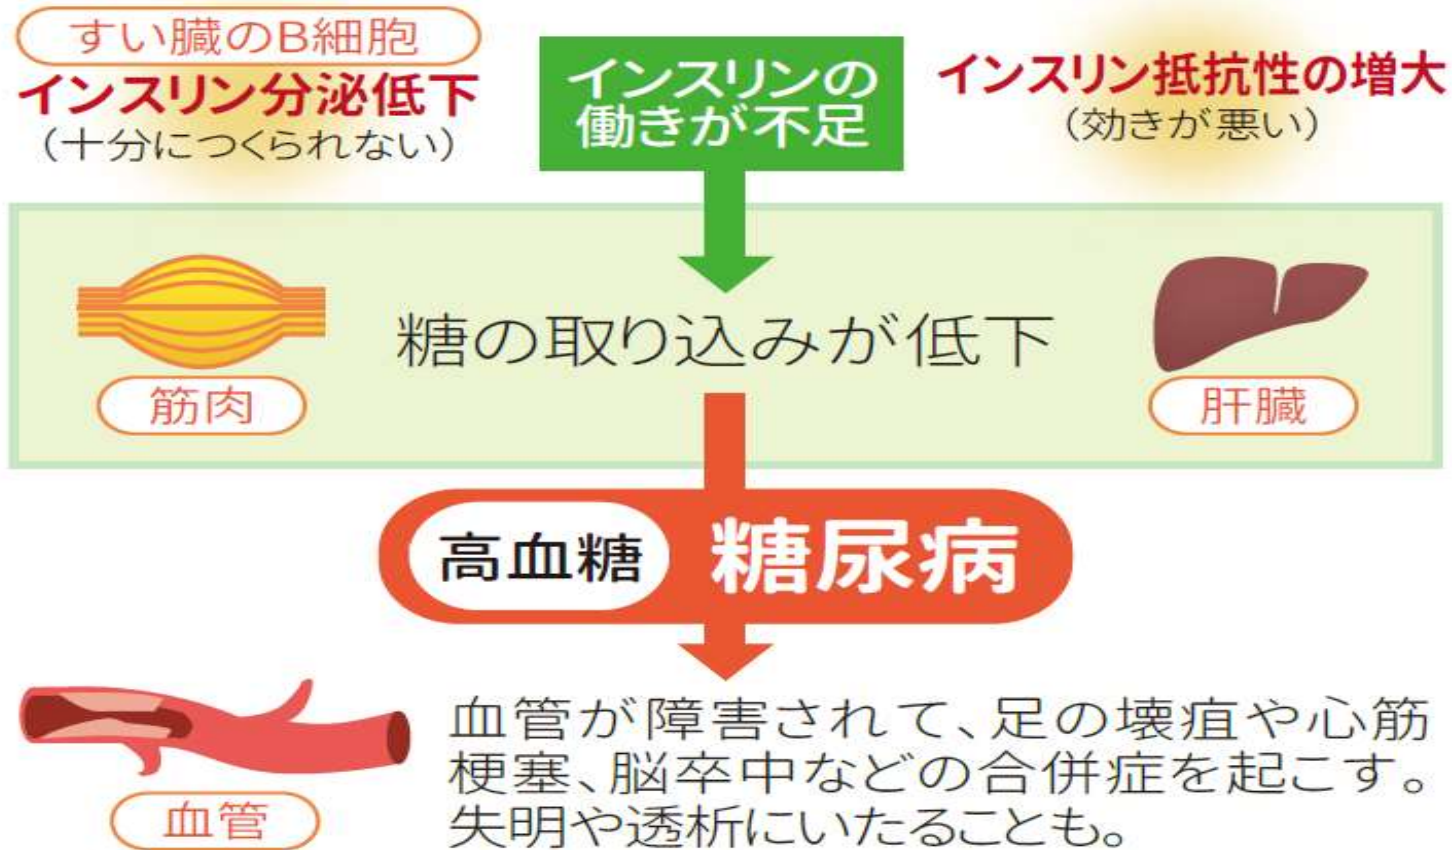 すい臓のB細胞
インスリン分泌低下
（十分につくられない）
インスリンの
働きが不足
インスリン抵抗性の増大
（効きが悪い）
糖の取り込みが低下
筋肉
肝臓
高血糖
糖尿病
血管が障害されて、足の壊疽や心筋
梗塞、脳卒中などの合併症を起こす。
失明や透析にいたることも。
血管